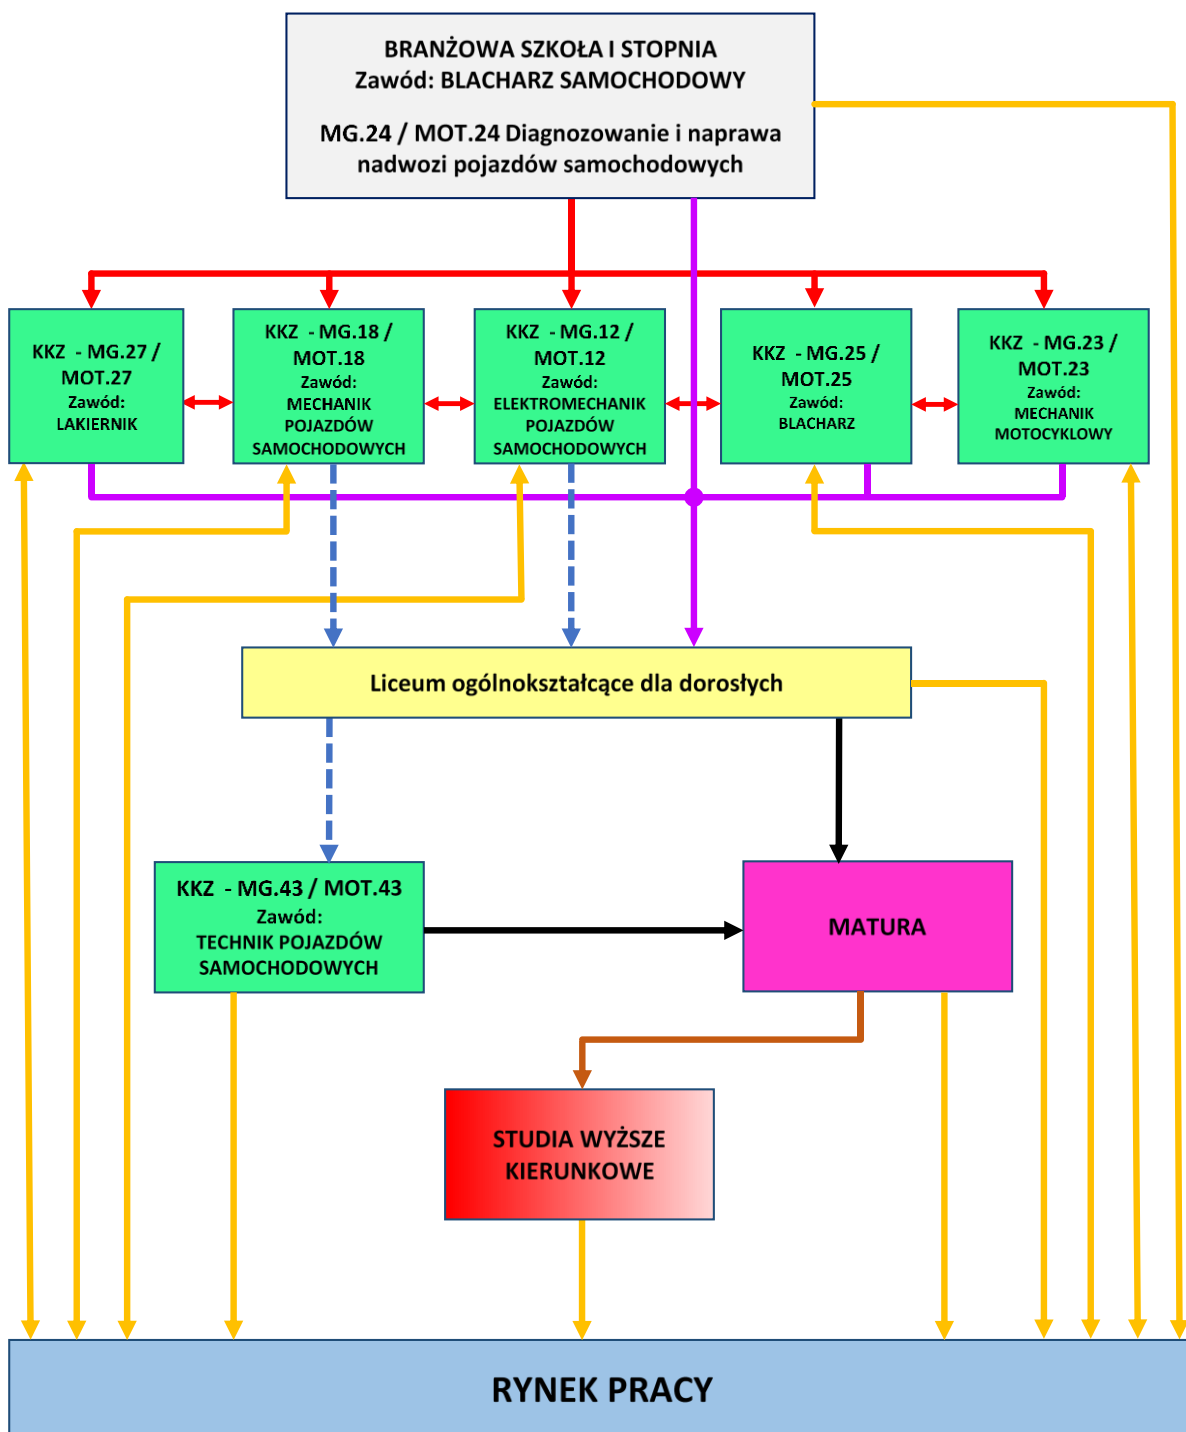 BRANŻOWA SZKOŁA I STOPNIA
Zawód: BLACHARZ SAMOCHODOWY
MG.24 / MOT.24 Diagnozowanie i naprawa
nadwozi pojazdów samochodowych
KKZ - MG.27 /
MOT.27
Zawód:
LAKIERNIK
KKZ - MG.18 /
MOT.18
Zawód:
MECHANIK
POJAZDÓW
SAMOCHODOWYCH
KKZ - MG.12 /
MOT.12
Zawód:
ELEKTROMECHANIK
POJAZDÓW
SAMOCHODOWYCH
KKZ - MG.25 /
MOT.25
Zawód:
BLACHARZ
KKZ - MG.23 /
MOT.23
Zawód:
MECHANIK
MOTOCYKLOWY
Liceum ogólnokształcące dla dorosłych
KKZ - MG.43 / MOT.43
Zawód:
TECHNIK POJAZDÓW
SAMOCHODOWYCH
MATURA
STUDIA WYŻSZE
KIERUNKOWE
RYNEK PRACY